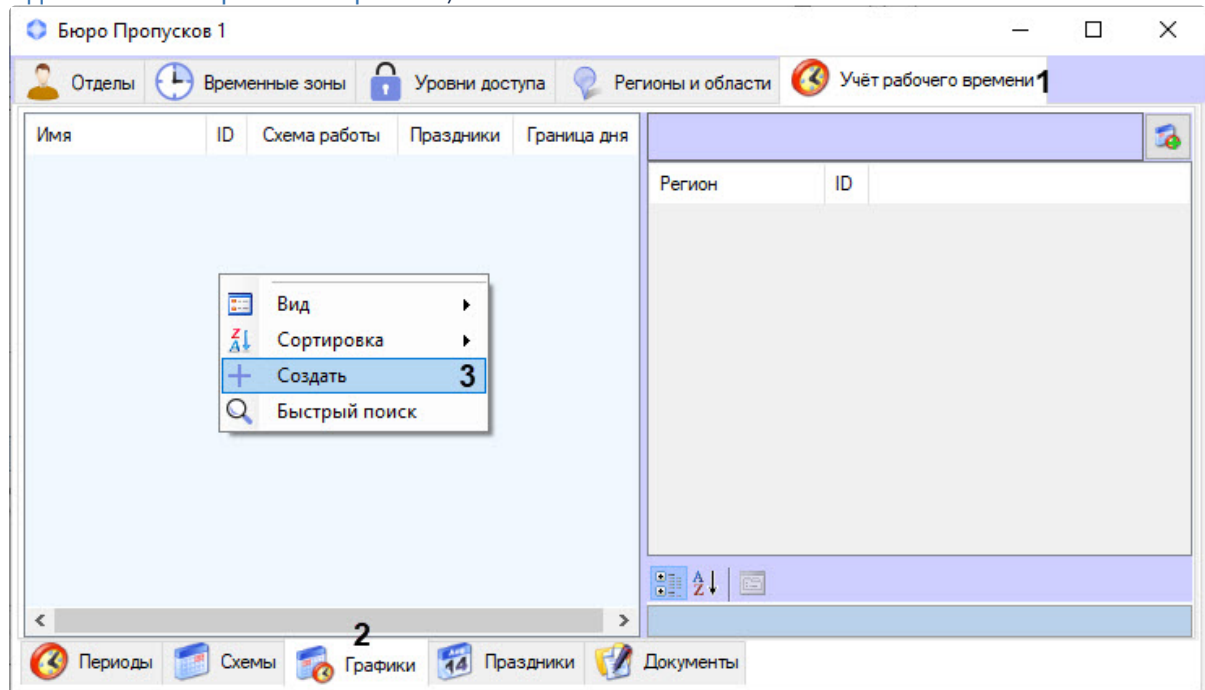 Бюро Пропусков 1
Отделы Временные зоны Уровни доступа Регионы и области Учёт рабочего времени 1
Имя ID Схема работы Праздники Граница дня
Регион ID
Вид
Сортировка
Создать 3
Быстрый поиск
2
Периоды Схемы Графики Праздники Документы